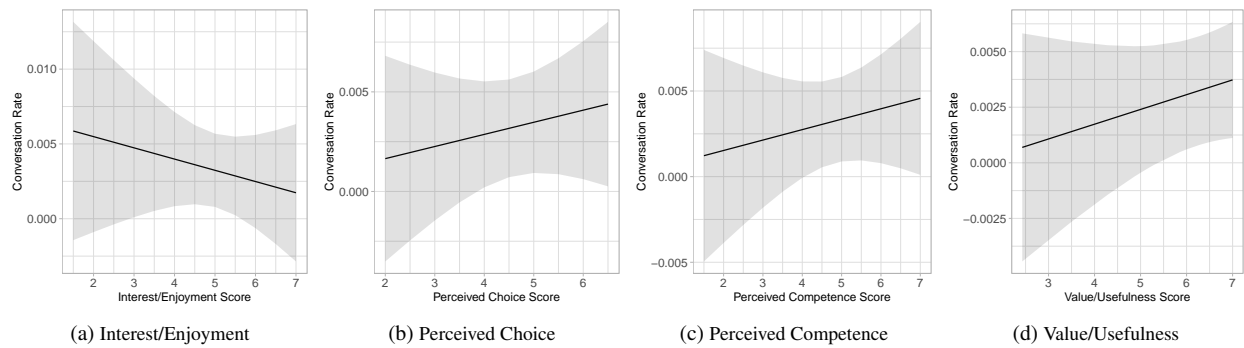 Conversation Rate
0.010
0.005
0.000
2 3 4 5 6 7
Interest/Enjoyment Score
(a) Interest/Enjoyment
Conversation Rate
0.005
0.000
2 3 4 5 6
Perceived Choice Score
(b) Perceived Choice
Conversation Rate
0.005
0.000
−0.005
2 3 4 5 6 7
Perceived Competence Score
(c) Perceived Competence
Conversation Rate
0.0050
0.0025
0.0000
−0.0025
3 4 5 6 7
Value/Usefulness Score
(d) Value/Usefulness